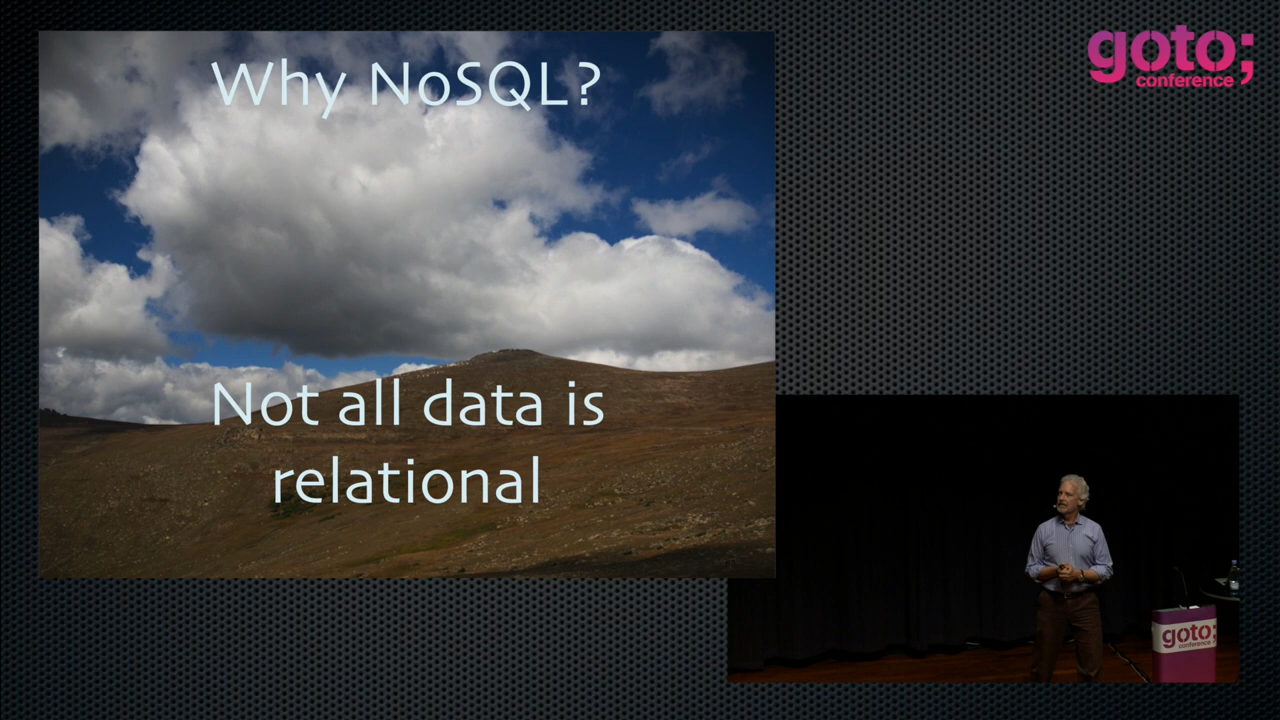 Why NoSQL?
Not all data is
relational
goto;
conference
goto;
conference